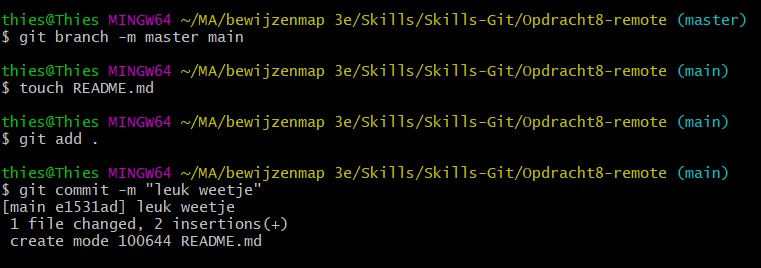 thies@Thies MINGW64 ~/MA/bewijzenmap 3e/Skills/Skills-Git/Opdracht8-remote (master)
$ git branch -m master main
thies@Thies MINGW64 ~/MA/bewijzenmap 3e/Skills/Skills-Git/Opdracht8-remote (main)
$ touch README.md
thies@Thies MINGW64 ~/MA/bewijzenmap 3e/Skills/Skills-Git/Opdracht8-remote (main)
$ git add .
thies@Thies MINGW64 ~/MA/bewijzenmap 3e/Skills/Skills-Git/Opdracht8-remote (main)
$ git commit -m "leuk weetje"
[main e1531ad] leuk weetje
 1 file changed, 2 insertions(+)
 create mode 100644 README.md